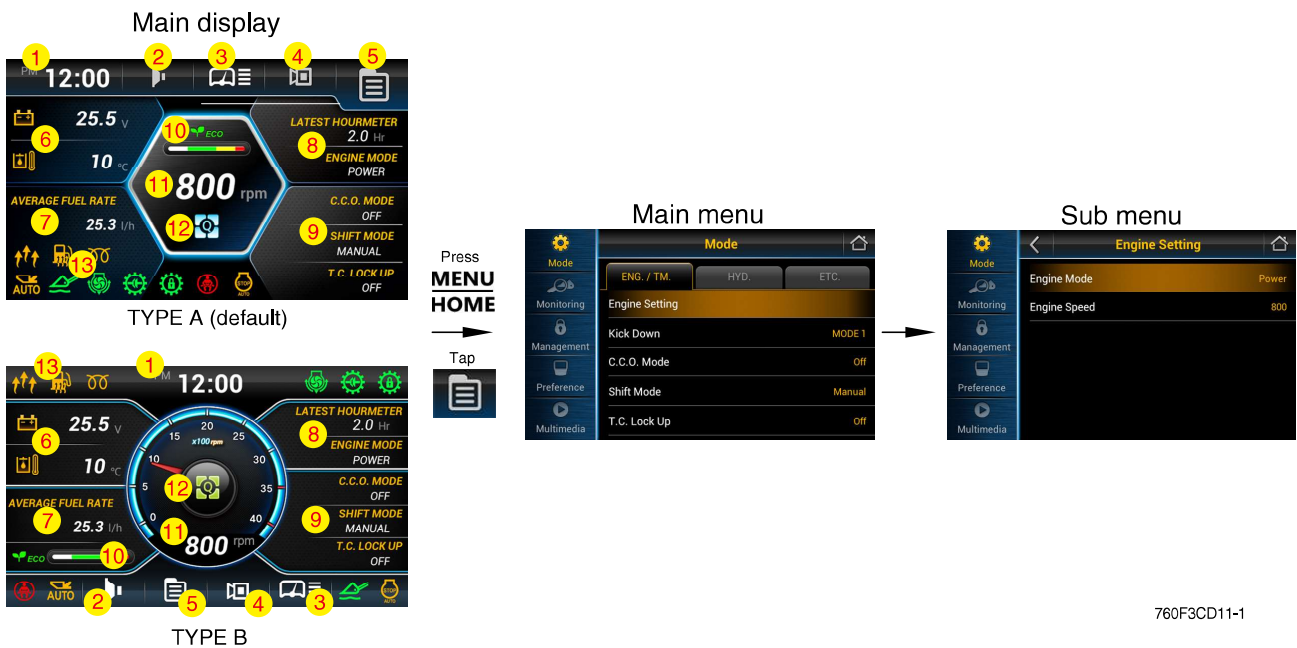 Main display
1
2
3
4
5
PM 12:00
25.5 V
6
10 °C
10
ECO
11
800 rpm
12
LATEST HOURMETER
2.0 Hr
8
ENGINE MODE
POWER
AVERAGE FUEL RATE
7
25.3 l/h
C.C.O. MODE
OFF
9
SHIFT MODE
MANUAL
T.C. LOCK UP
OFF
13
AUTO
STOP
AUTO
TYPE A (default)
Press
MENU
HOME
Tap
Main menu
Mode
Monitoring
Management
Preference
Multimedia
Mode
ENG. / TM.
HYD.
ETC.
Engine Setting
Kick Down MODE 1
C.C.O. Mode Off
Shift Mode Manual
T.C. Lock Up Off
Sub menu
Mode
Monitoring
Management
Preference
Multimedia
Engine Setting
Engine Mode Power
Engine Speed 800
13
1
12:00
25.5 V
6
10 °C
LATEST HOURMETER
2.0 Hr
8
ENGINE MODE
POWER
0
5
10
15
20
25
30
35
40
x100 rpm
12
11
800 rpm
AVERAGE FUEL RATE
7
25.3 l/h
ECO
10
C.C.O. MODE
OFF
9
SHIFT MODE
MANUAL
T.C. LOCK UP
OFF
AUTO
2
5
4
3
STOP
AUTO
TYPE B
760F3CD11-1